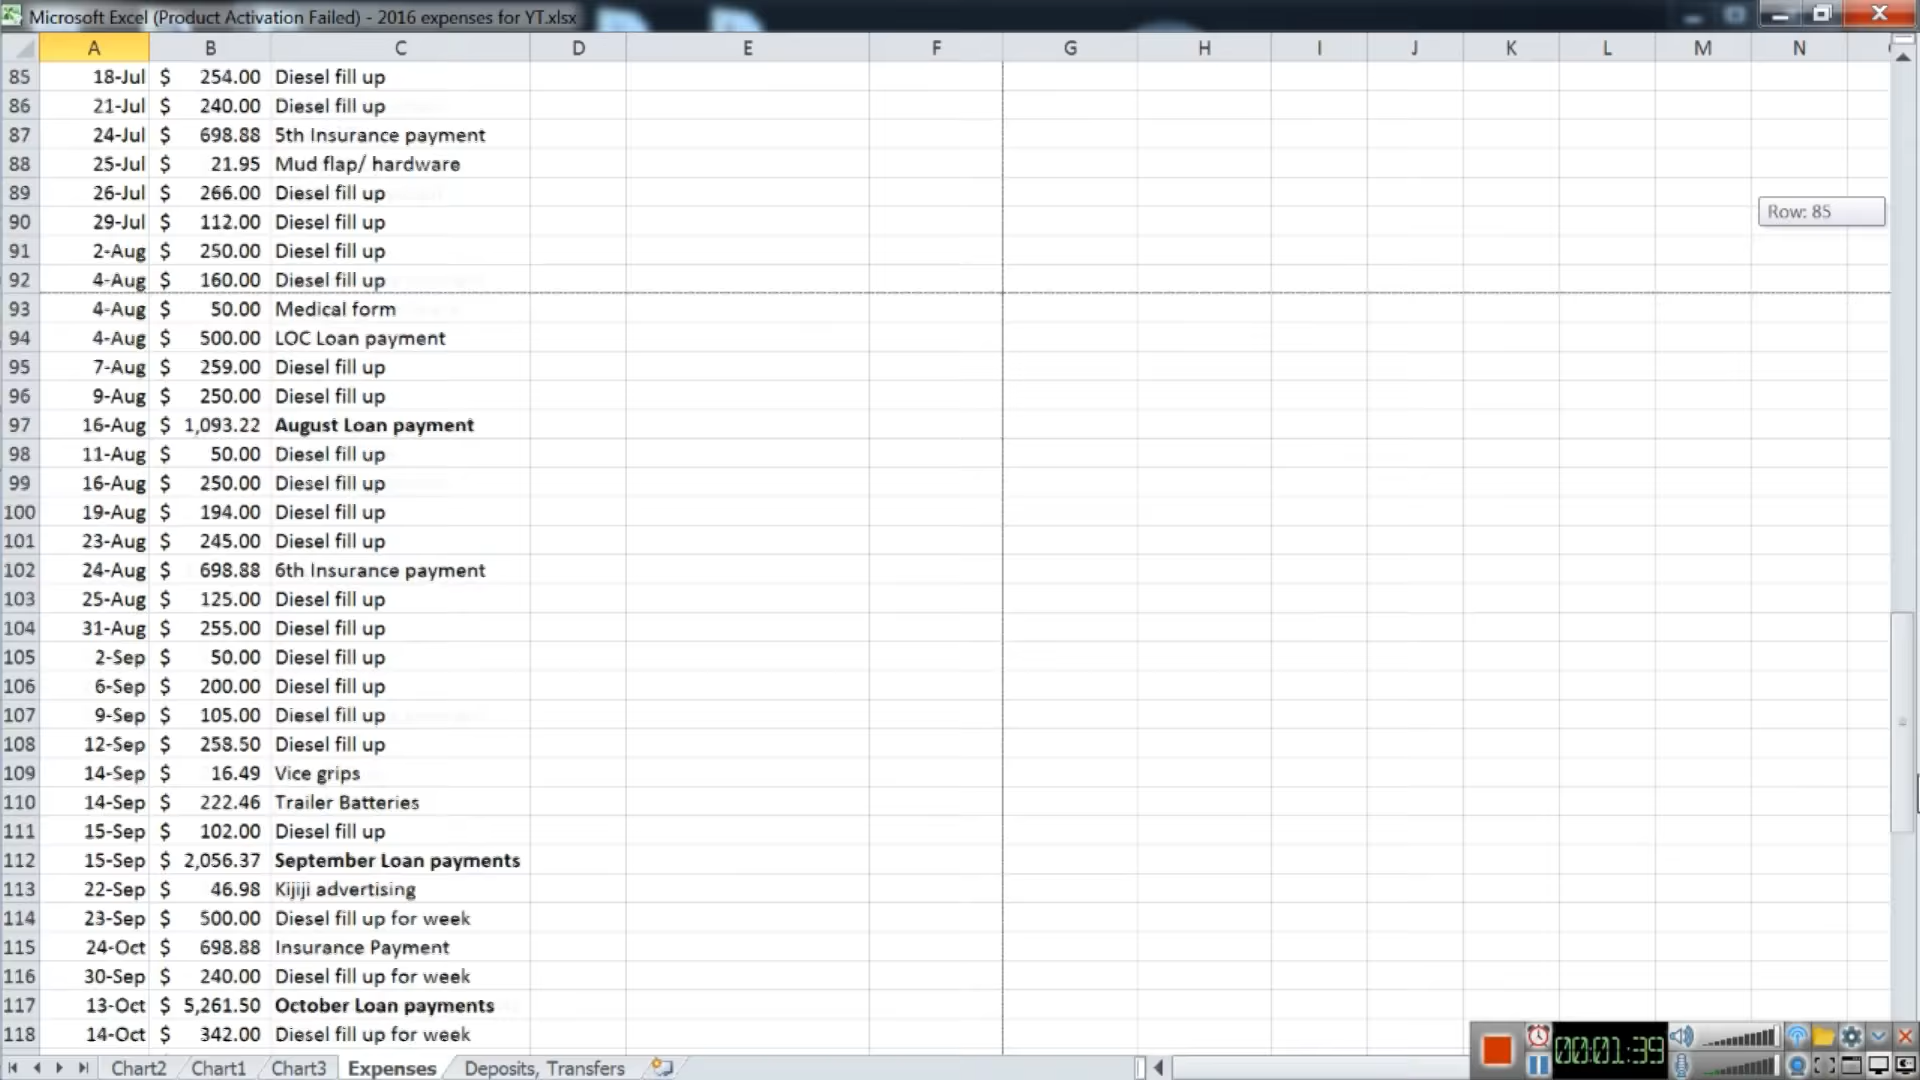 Microsoft Excel (Product Activation Failed) - 2016 expenses for YT.xlsx
A B C D E F G H I J K L M N
85 18-Jul $ 254.00 Diesel fill up
86 21-Jul $ 240.00 Diesel fill up
87 24-Jul $ 698.88 5th Insurance payment
88 25-Jul $ 21.95 Mud flap/ hardware
89 26-Jul $ 266.00 Diesel fill up
90 29-Jul $ 112.00 Diesel fill up
Row: 85
91 2-Aug $ 250.00 Diesel fill up
92 4-Aug $ 160.00 Diesel fill up
93 4-Aug $ 50.00 Medical form
94 4-Aug $ 500.00 LOC Loan payment
95 7-Aug $ 259.00 Diesel fill up
96 9-Aug $ 250.00 Diesel fill up
97 16-Aug $ 1,093.22 August Loan payment
98 11-Aug $ 50.00 Diesel fill up
99 16-Aug $ 250.00 Diesel fill up
100 19-Aug $ 194.00 Diesel fill up
101 23-Aug $ 245.00 Diesel fill up
102 24-Aug $ 698.88 6th Insurance payment
103 25-Aug $ 125.00 Diesel fill up
104 31-Aug $ 255.00 Diesel fill up
105 2-Sep $ 50.00 Diesel fill up
106 6-Sep $ 200.00 Diesel fill up
107 9-Sep $ 105.00 Diesel fill up
108 12-Sep $ 258.50 Diesel fill up
109 14-Sep $ 16.49 Vice grips
110 14-Sep $ 222.46 Trailer Batteries
111 15-Sep $ 102.00 Diesel fill up
112 15-Sep $ 2,056.37 September Loan payments
113 22-Sep $ 46.98 Kijiji advertising
114 23-Sep $ 500.00 Diesel fill up for week
115 24-Oct $ 698.88 Insurance Payment
116 30-Sep $ 240.00 Diesel fill up for week
117 13-Oct $ 5,261.50 October Loan payments
118 14-Oct $ 342.00 Diesel fill up for week
00:01:39
Chart2 Chart1 Chart3 Expenses Deposits, Transfers